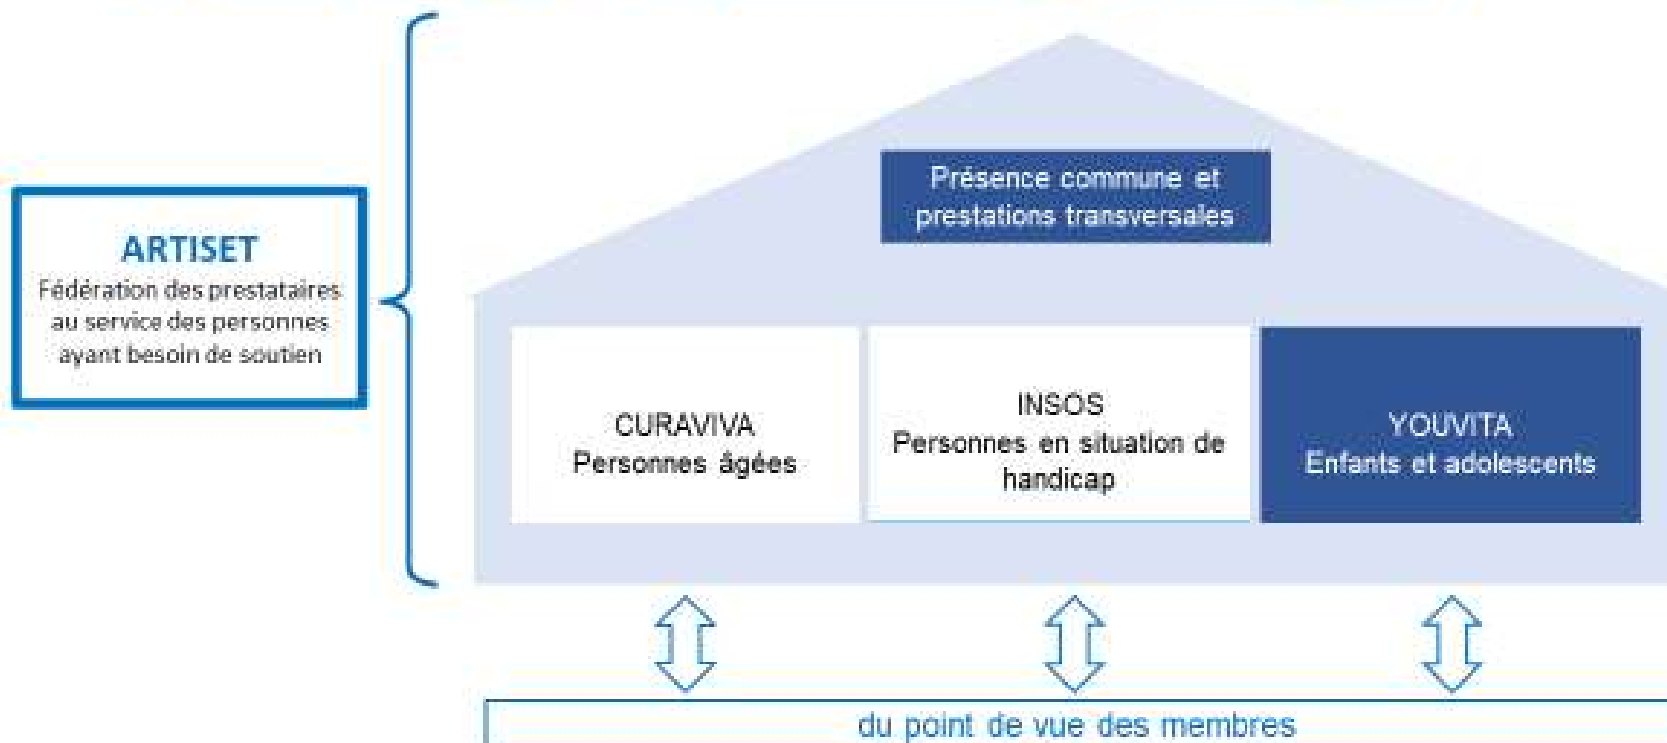 Présence commune et
prestations transversales
ARTISET
Fédération des prestataires
au service des personnes
ayant besoin de soutien
CURAVIVA
Personnes âgées
INSOS
Personnes en situation de
handicap
YOUVITA
Enfants et adolescents
du point de vue des membres